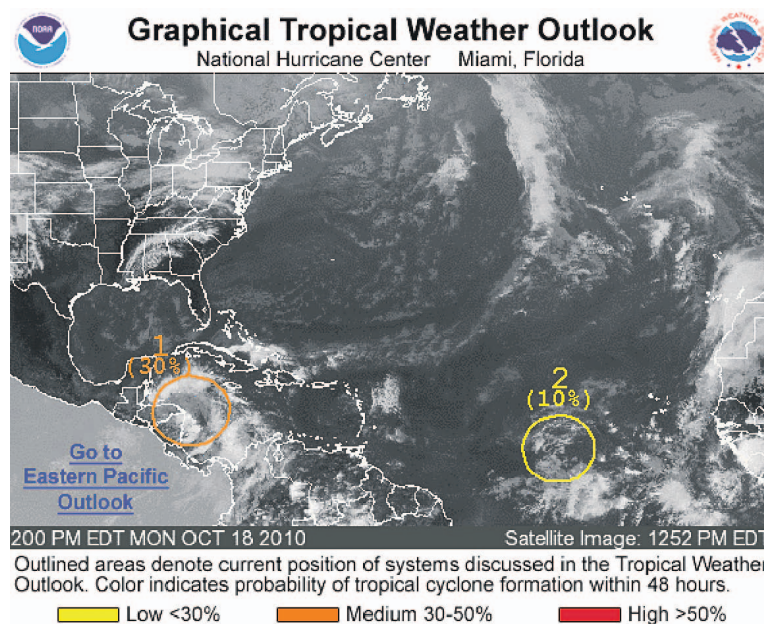 Graphical Tropical Weather Outlook
National Hurricane Center Miami, Florida
NOAA
1
(30%)
2
(10%)
Go to
Eastern Pacific
Outlook
200 PM EDT MON OCT 18 2010 Satellite Image: 1252 PM EDT
Outlined areas denote current position of systems discussed in the Tropical Weather
Outlook. Color indicates probability of tropical cyclone formation within 48 hours.
Low <30% Medium 30-50% High >50%